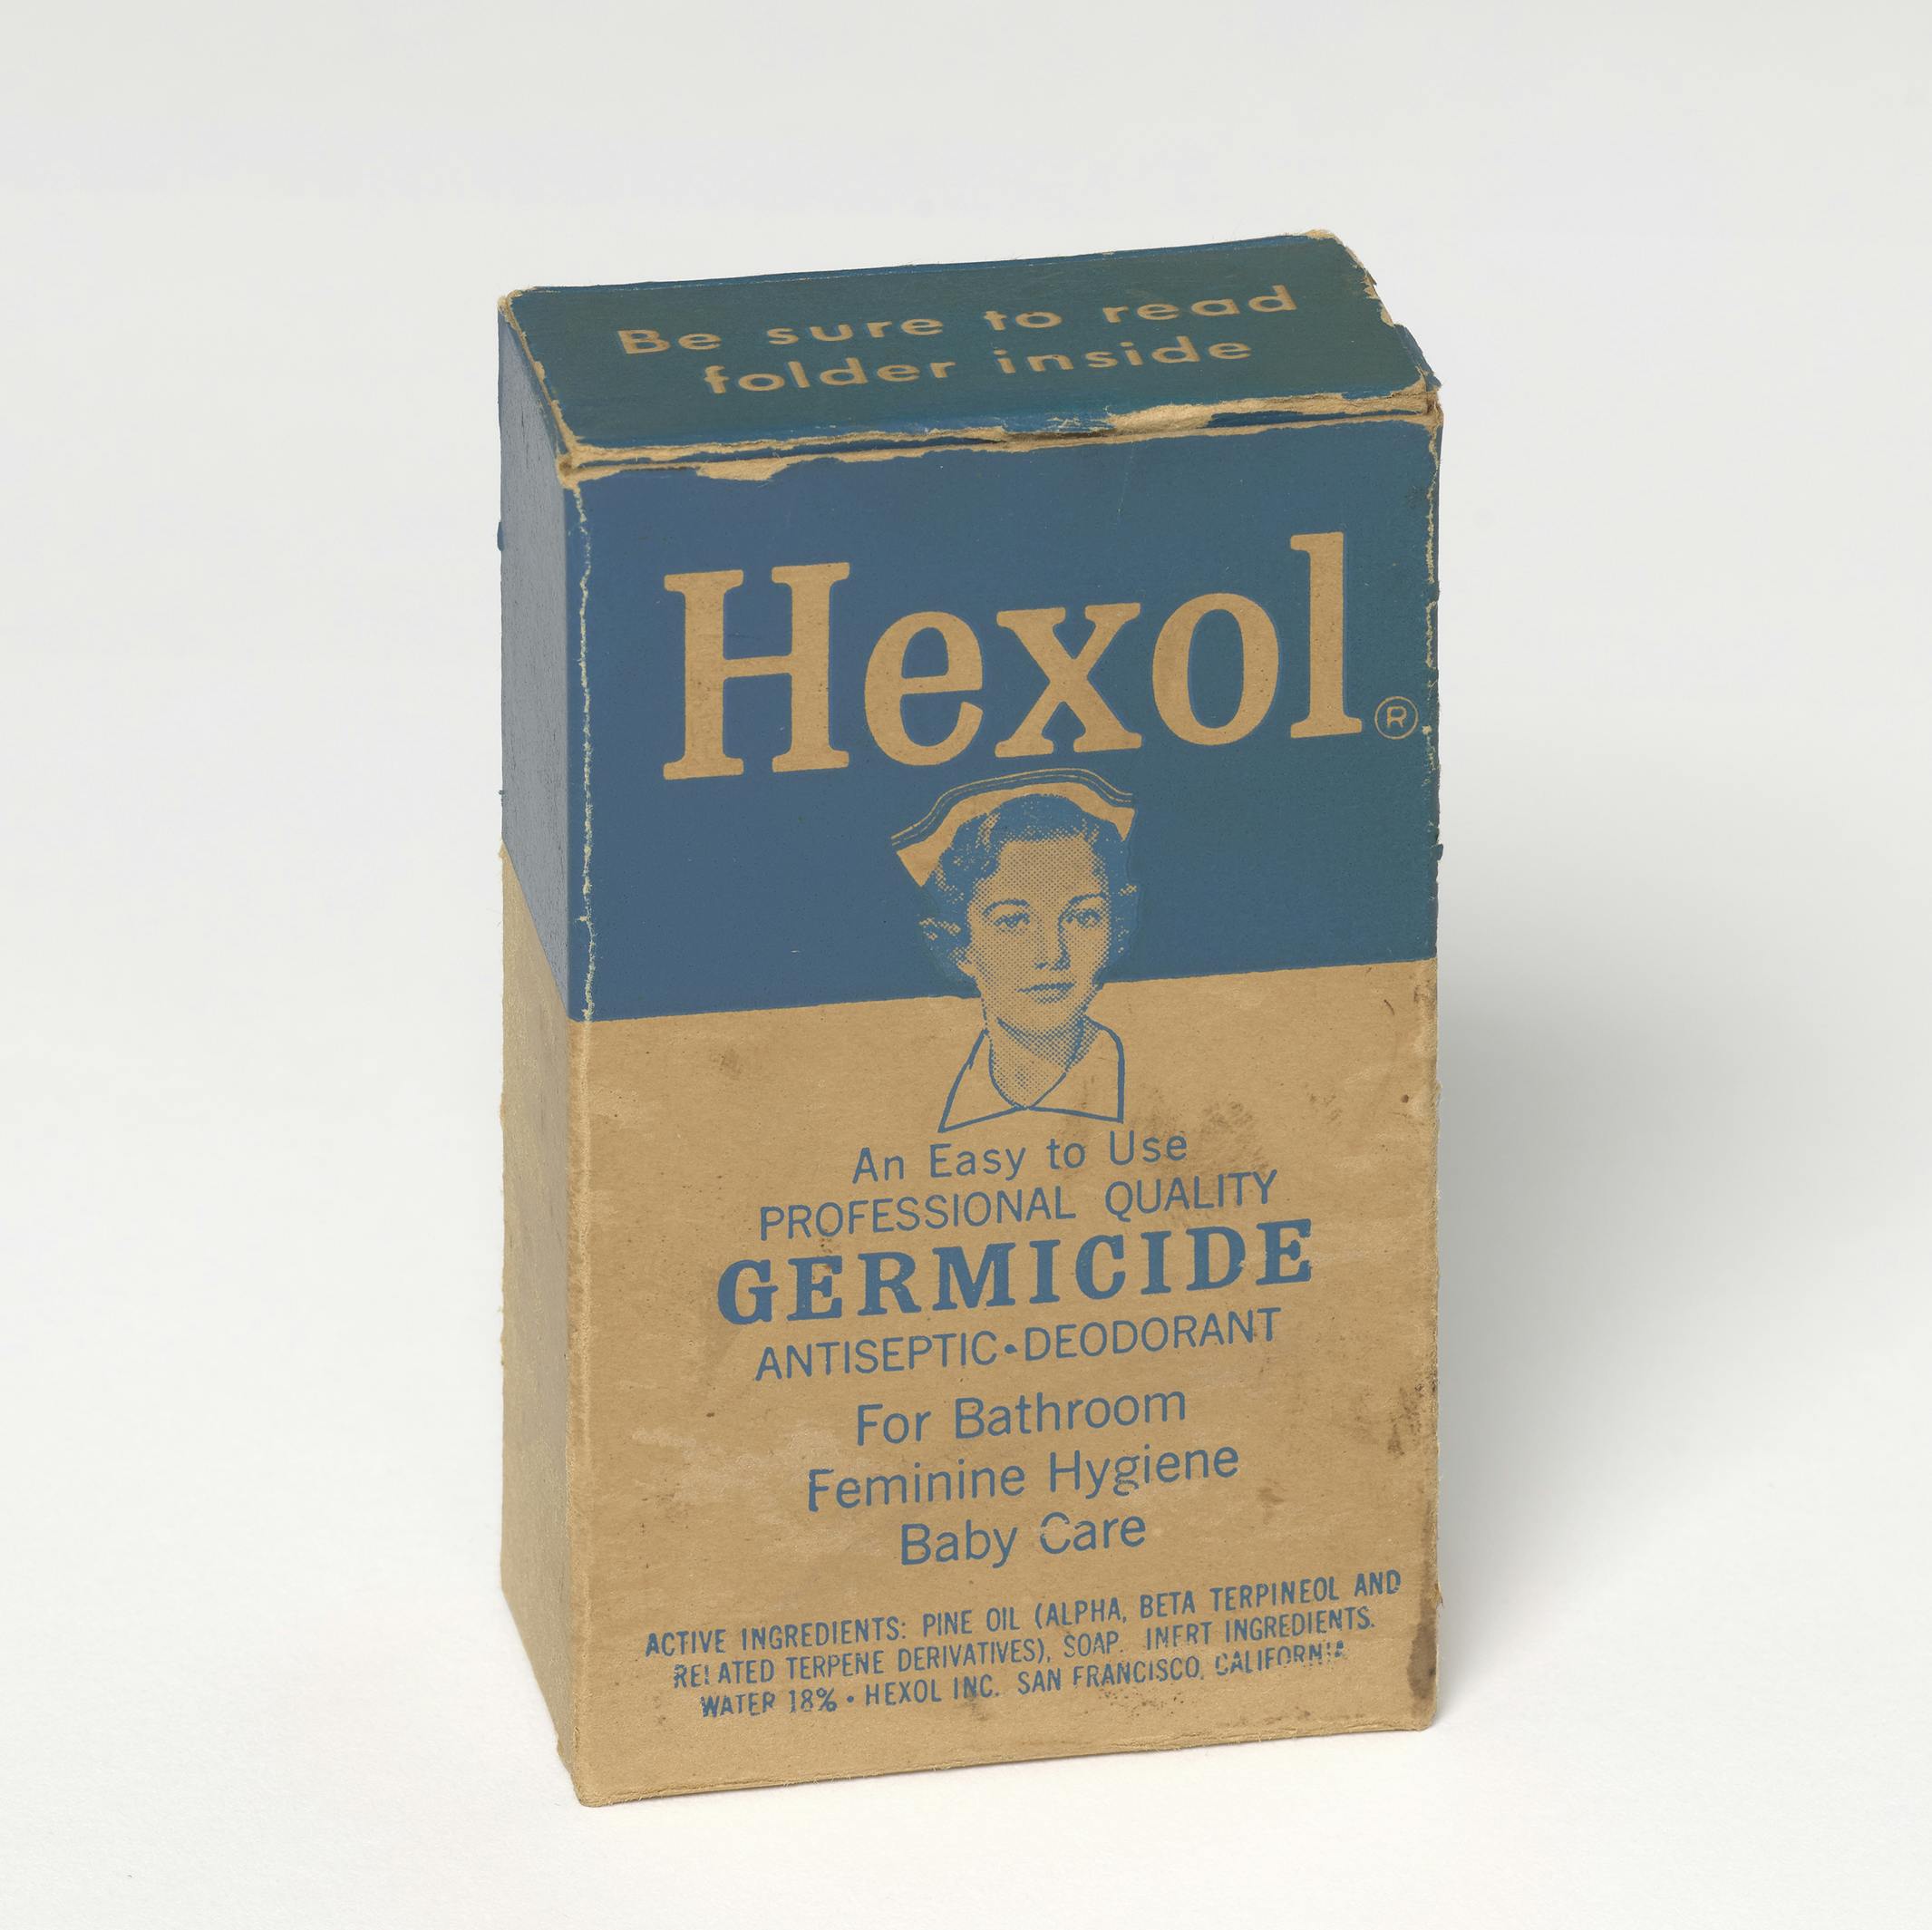 Be sure to read
folder inside
Hexol®
An Easy to Use
PROFESSIONAL QUALITY
GERMICIDE
ANTISEPTIC•DEODORANT
For Bathroom
Feminine Hygiene
Baby Care
ACTIVE INGREDIENTS: PINE OIL (ALPHA, BETA TERPINEOL AND
RELATED TERPENE DERIVATIVES), SOAP. INERT INGREDIENTS.
WATER 18% • HEXOL INC. SAN FRANCISCO, CALIFORNIA